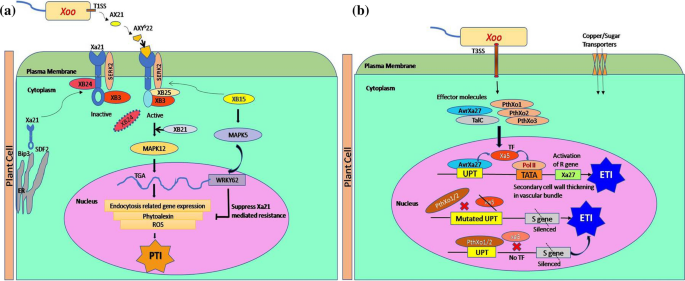 (a)
Xoo
T1SS
AX21
AXYS22
Xa21
SERK2
SERK2
Plasma Membrane
XB24
XB25
Cytoplasm
XB3
XB3
XB15
Inactive
Active
XB24
XB21
MAPK5
Xa21
Bip3
SDF2
MAPK12
ER
TGA
WRKY62
Endocytosis related gene expression
Suppress Xa21
mediated resistance
Phytoalexin
ROS
Nucleus
PTI
Plant Cell
(b)
Xoo
T3SS
Copper/Sugar
Transporters
Plasma Membrane
Cytoplasm
Effector molecules
PthXo1
AvrXa27
PthXo2
TalC
PthXo3
TF
Xa5
Activation
of R gene
AvrXa27
Pol II
UPT
TATA
Xa27
ETI
Secondary cell wall thickening
in vascular bundle
Nucleus
PthXo1/2
Mutated UPT
S gene
Silenced
ETI
PthXo1/2
UPT
No TF
S gene
Silenced
Plant Cell